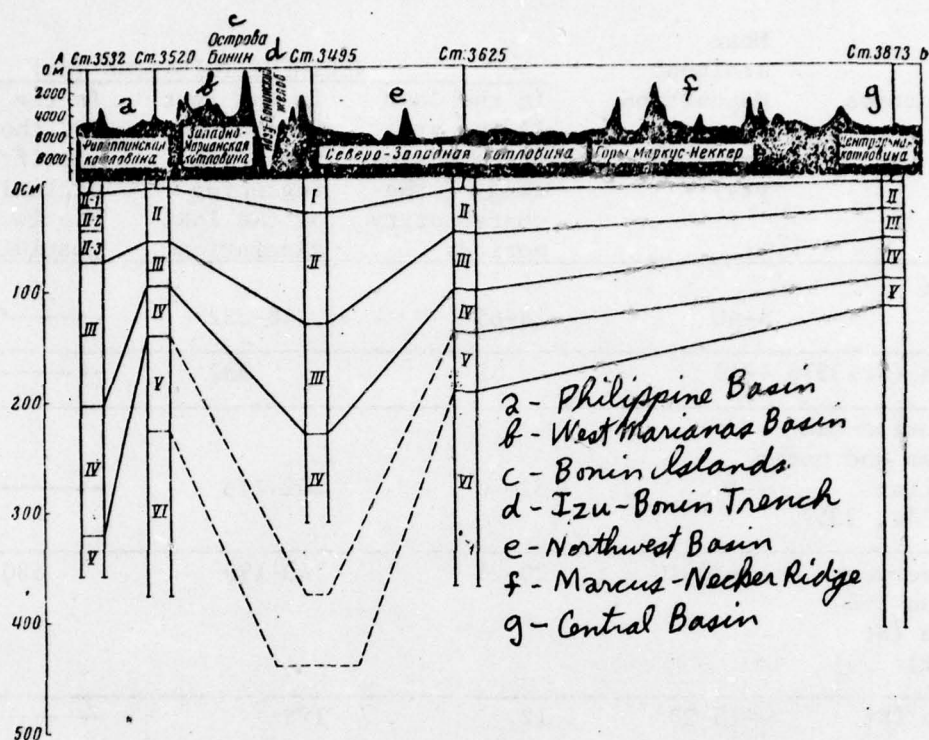 c
А Ст.3532 Ст.3520 Острова Бонин d Ст.3495 Ст.3625 Ст.3873 b
0 м
2000
4000
6000
8000
a b e f g
Идзу-Бонинский желоб
Филиппинская котловина
Западно-Марианская котловина
Северо-Западная котловина
Горы Маркус-Неккер
Центральная котловина
0см
100
200
300
400
500
I
II-1
II-2
II-3
III
IV
V
I
II
III
IV
V
VI
I
II
III
IV
I
II
III
IV
V
VI
I
II
III
IV
V
a - Philippine Basin
b - West Marianas Basin
c - Bonin Islands
d - Izu-Bonin Trench
e - Northwest Basin
f - Marcus-Necker Ridge
g - Central Basin